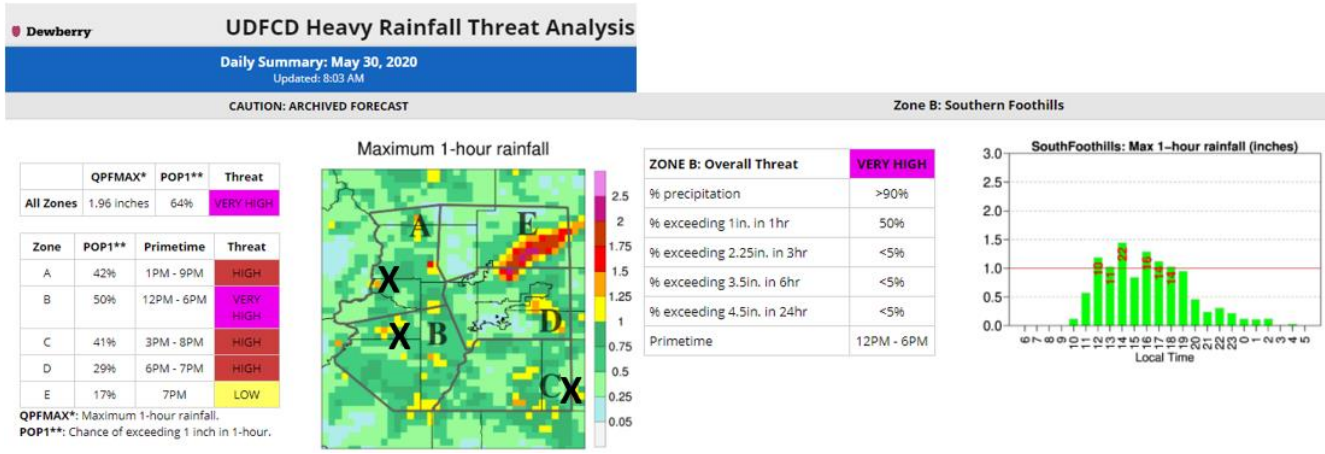 Dewberry
UDFCD Heavy Rainfall Threat Analysis
Daily Summary: May 30, 2020
Updated: 8:03 AM
CAUTION: ARCHIVED FORECAST
QPFMAX* POP1** Threat
All Zones 1.96 inches 64% VERY HIGH
Zone POP1** Primetime Threat
A 42% 1PM - 9PM HIGH
B 50% 12PM - 6PM VERY HIGH
C 41% 3PM - 8PM HIGH
D 29% 6PM - 7PM HIGH
E 17% 7PM LOW
QPFMAX*: Maximum 1-hour rainfall.
POP1**: Chance of exceeding 1 inch in 1-hour.
Maximum 1-hour rainfall
A E
X
X B D
C X
2.5
2
1.75
1.5
1.25
1
0.75
0.5
0.25
0.05
Zone B: Southern Foothills
ZONE B: Overall Threat VERY HIGH
% precipitation >90%
% exceeding 1in. in 1hr 50%
% exceeding 2.25in. in 3hr <5%
% exceeding 3.5in. in 6hr <5%
% exceeding 4.5in. in 24hr <5%
Primetime 12PM - 6PM
SouthFoothills: Max 1-hour rainfall (inches)
3.0
2.5
2.0
1.5
1.0
0.5
0.0
10 11 22 16 14 14
6 7 8 9 10 11 12 13 14 15 16 17 18 19 20 21 22 23 0 1 2 3 4 5
Local Time